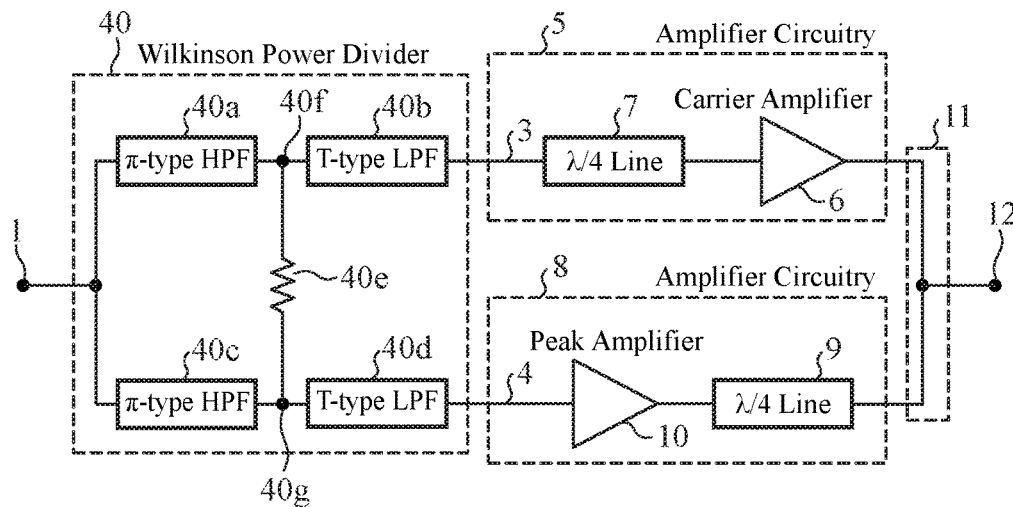 40
Wilkinson Power Divider
5
Amplifier Circuitry
40a
40f
40b
3
7
Carrier Amplifier
11
π-type HPF
T-type LPF
λ/4 Line
6
1
40e
12
8
Amplifier Circuitry
40c
40d
4
Peak Amplifier
9
π-type HPF
T-type LPF
λ/4 Line
10
40g